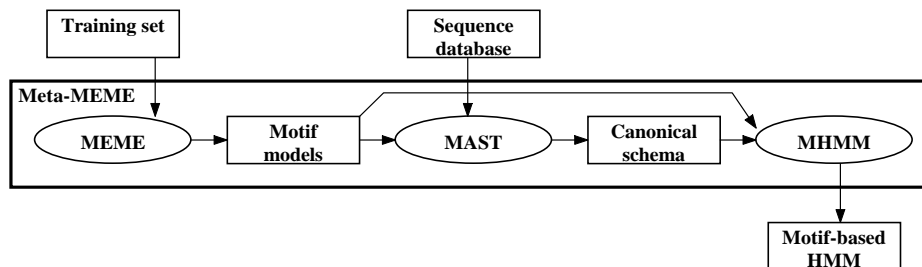 Training set
Sequence
database
Meta-MEME
MEME
Motif
models
MAST
Canonical
schema
MHMM
Motif-based
HMM